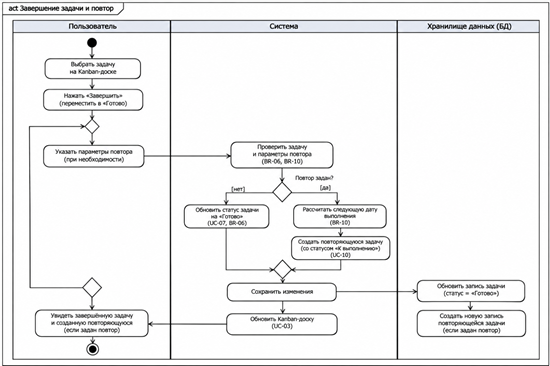 act Завершение задачи и повтор
Пользователь
Система
Хранилище данных (БД)
Выбрать задачу
на Kanban-доске
Нажать «Завершить»
(переместить в «Готово»)
Указать параметры повтора
(при необходимости)
Проверить задачу
и параметры повтора
(BR-06, BR-10)
Повтор задан?
[нет]
[да]
Обновить статус задачи
на «Готово»
(UC-07, BR-06)
Рассчитать следующую дату
выполнения
(BR-10)
Создать повторяющуюся задачу
(со статусом «К выполнению»)
(UC-10)
Сохранить изменения
Обновить запись задачи
(статус = «Готово»)
Увидеть завершённую задачу
и созданную повторяющуюся
(если задан повтор)
Обновить Kanban-доску
(UC-03)
Создать новую запись
повторяющейся задачи
(если задан повтор)